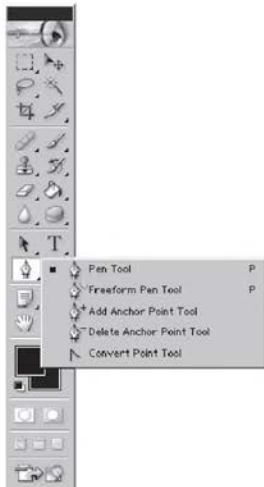 T
Pen Tool P
Freeform Pen Tool P
Add Anchor Point Tool
Delete Anchor Point Tool
Convert Point Tool